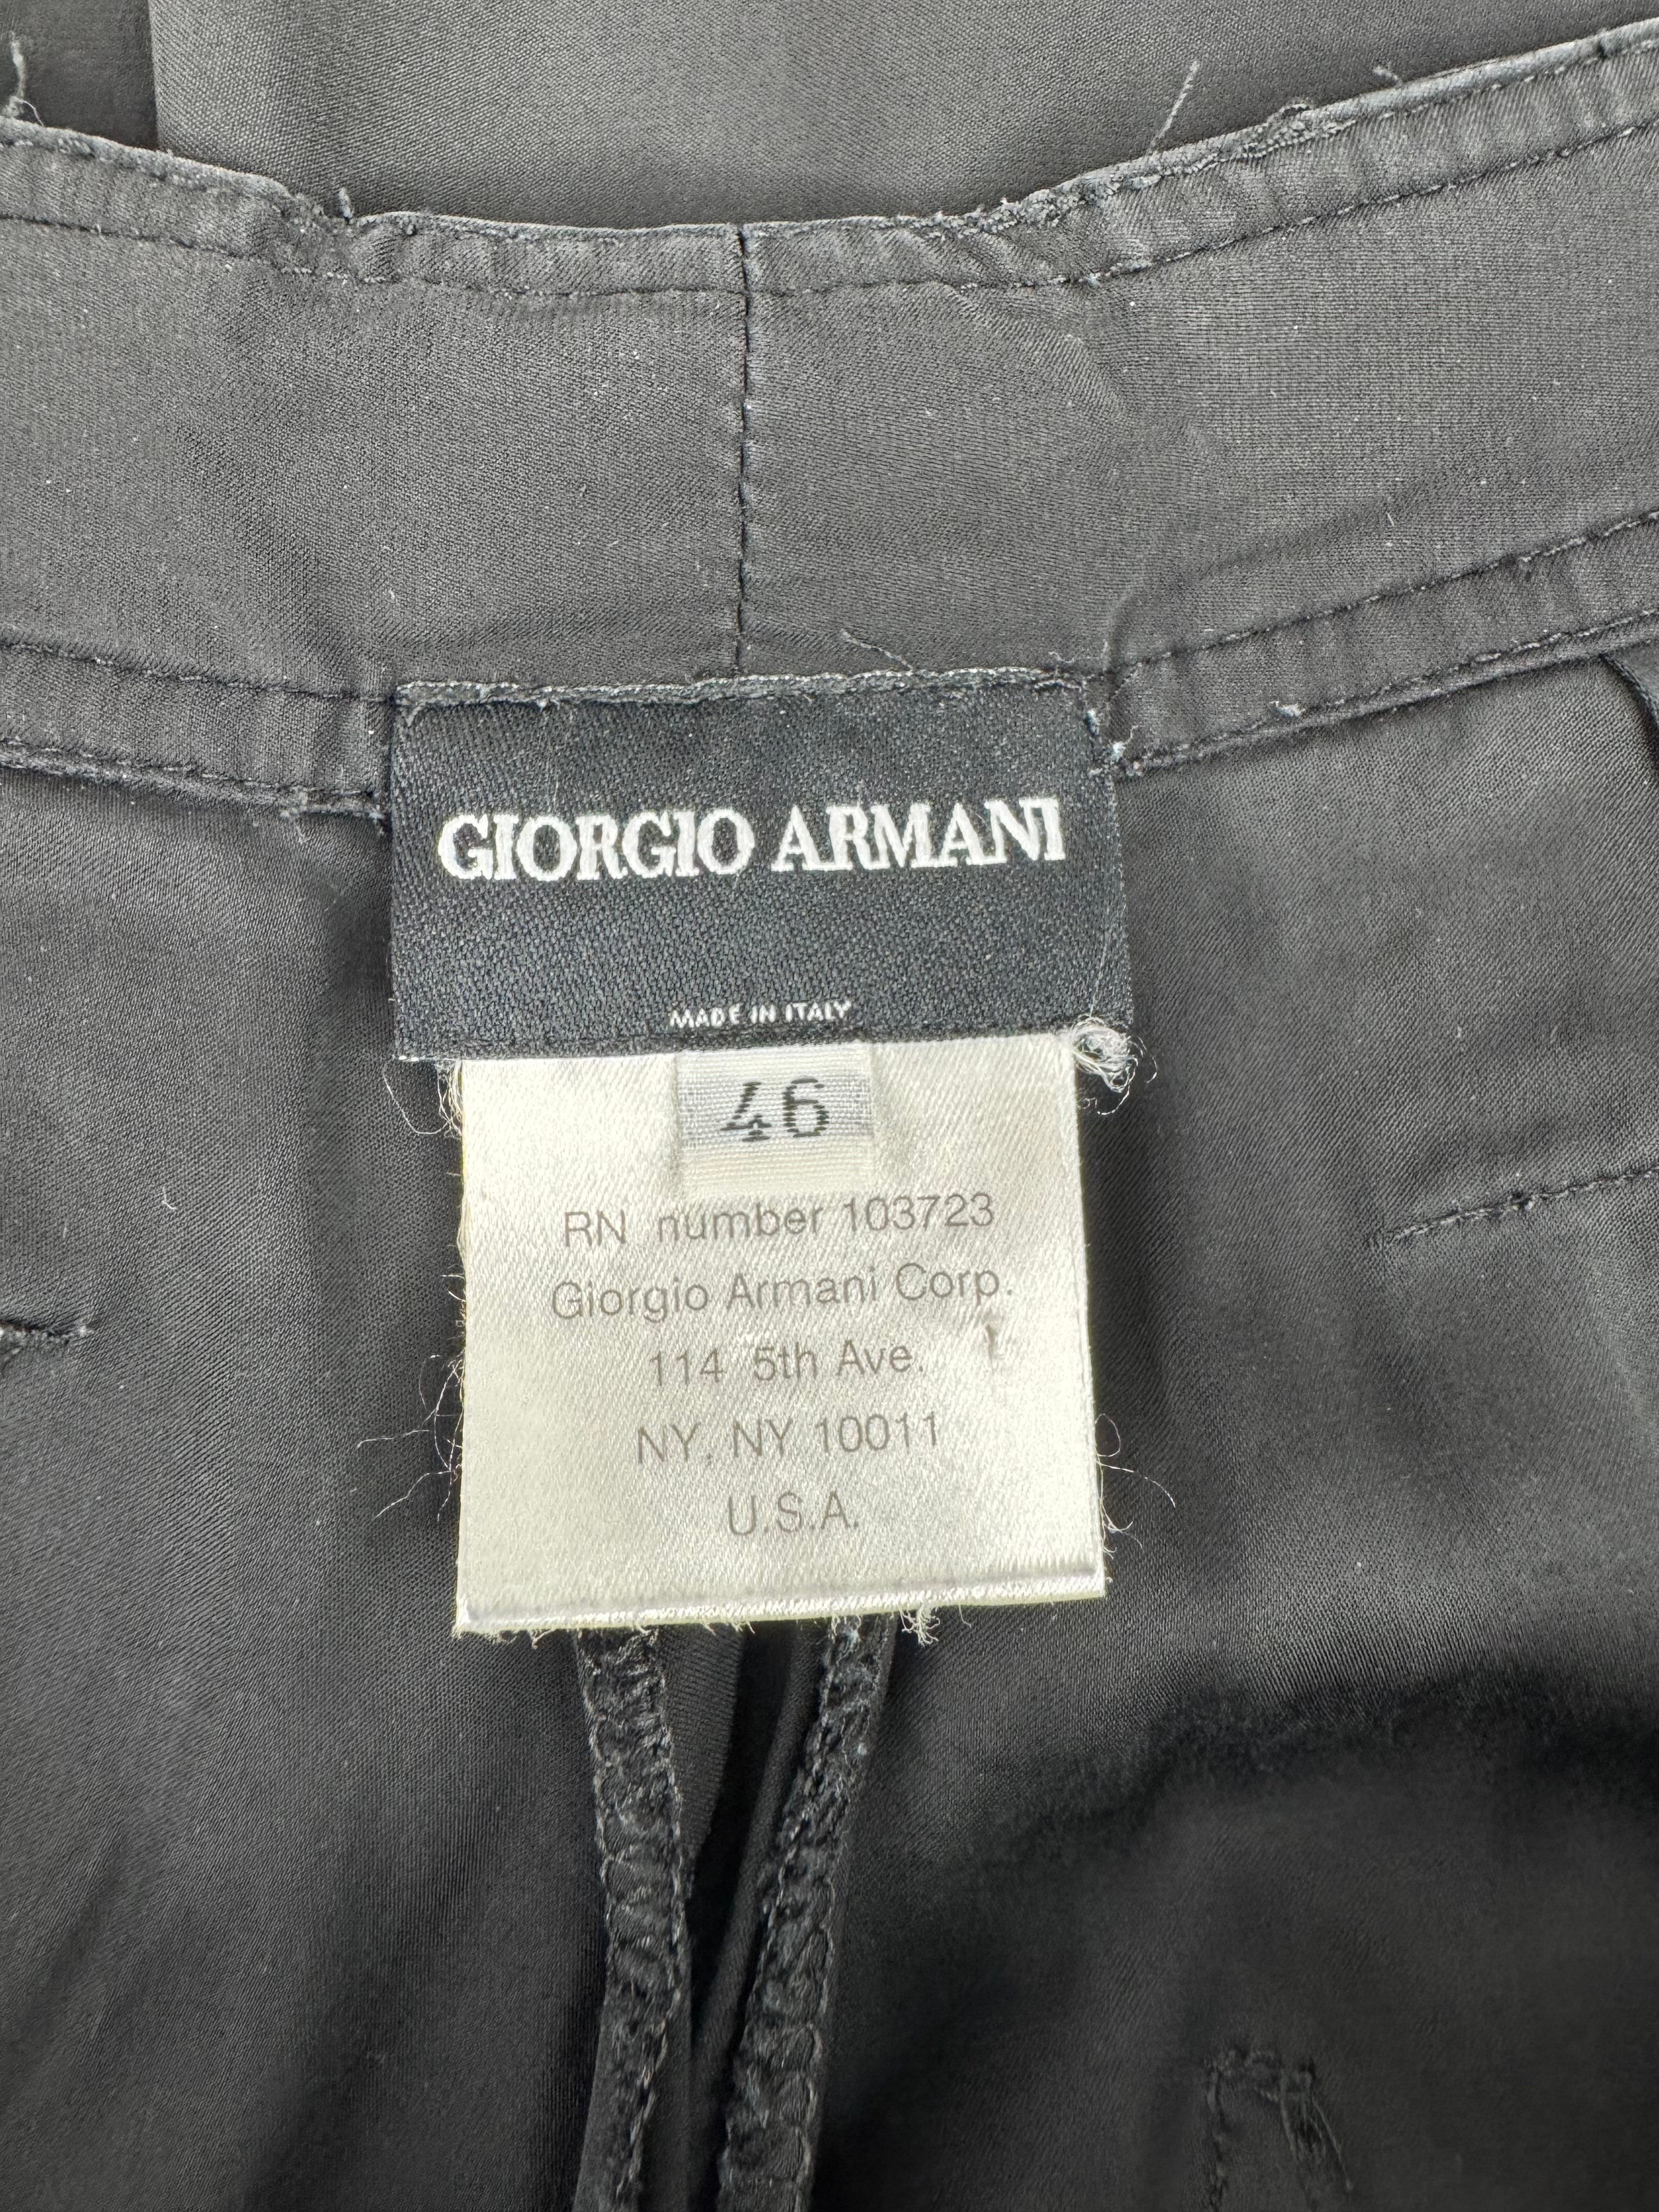 GIORGIO ARMANI
MADE IN ITALY
46
RN number 103723
Giorgio Armani Corp.
114 5th Ave.
NY, NY 10011
U.S.A.